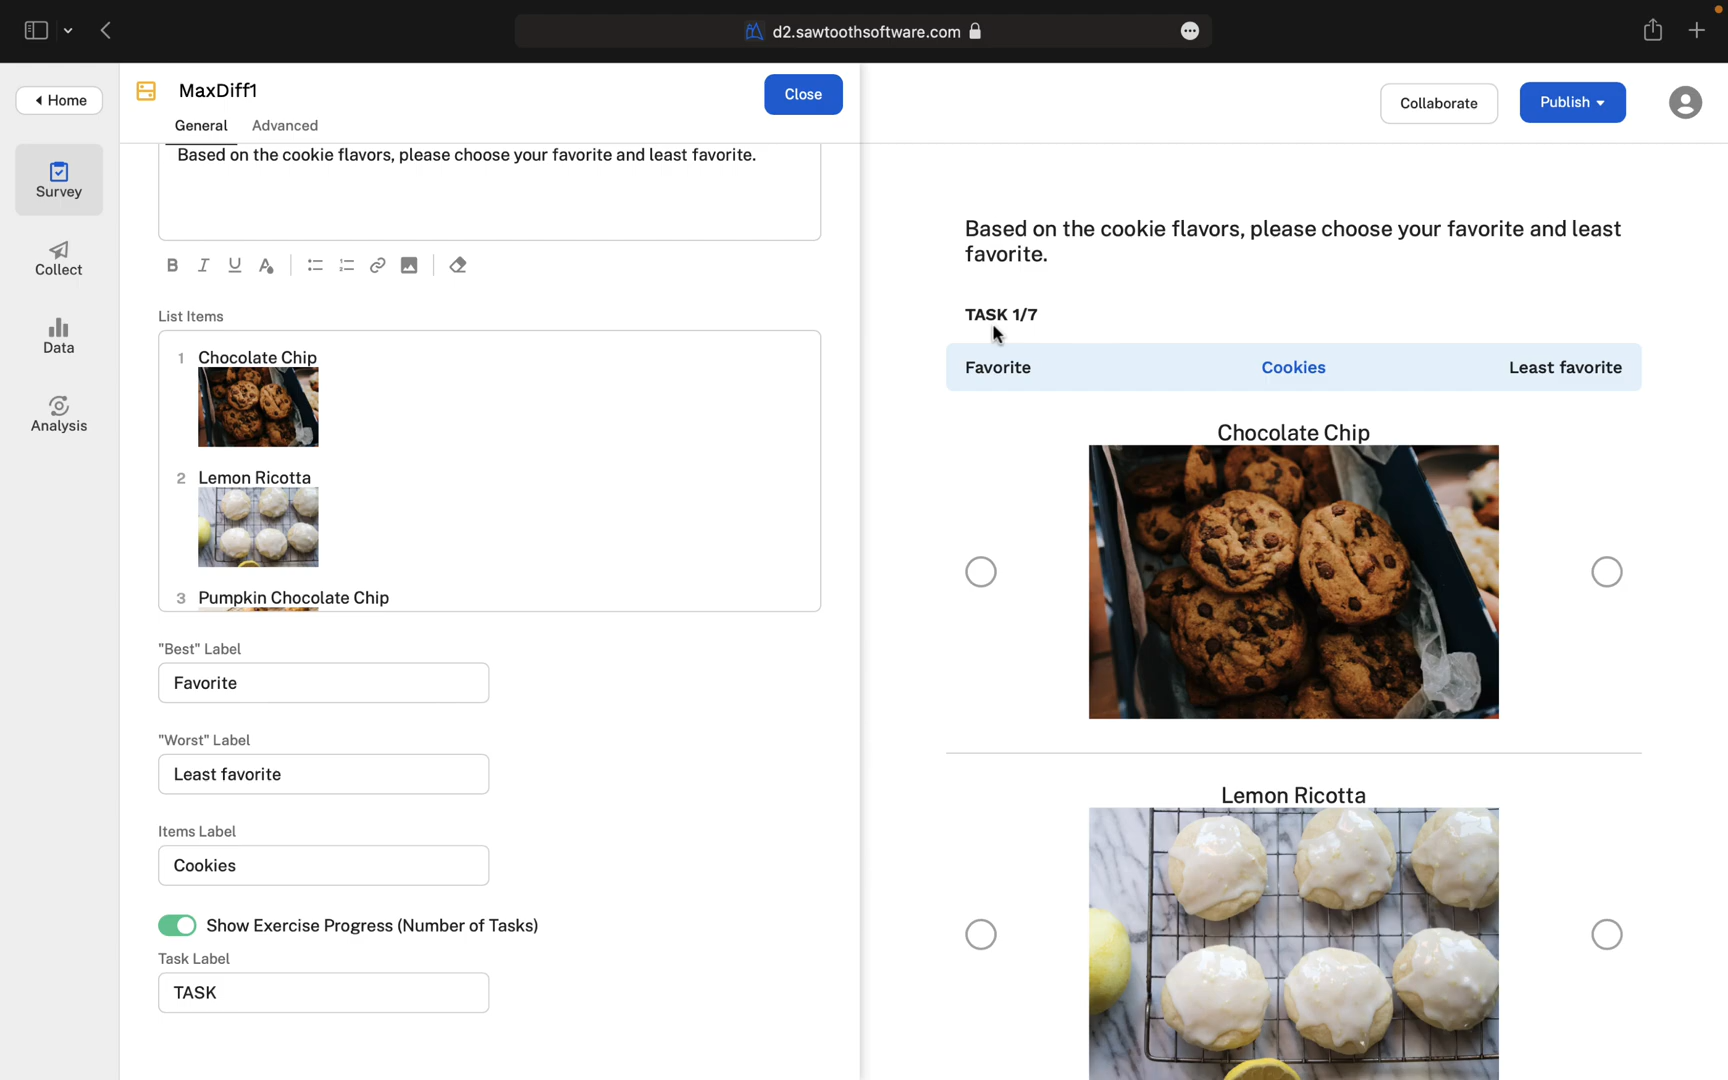 d2.sawtoothsoftware.com
Home
MaxDiff1
Close
General
Advanced
Collaborate
Publish
Survey
Collect
Data
Analysis
Based on the cookie flavors, please choose your favorite and least favorite.
B I U A
List Items
1 Chocolate Chip
2 Lemon Ricotta
3 Pumpkin Chocolate Chip
"Best" Label
Favorite
"Worst" Label
Least favorite
Items Label
Cookies
Show Exercise Progress (Number of Tasks)
Task Label
TASK
Based on the cookie flavors, please choose your favorite and least
favorite.
TASK 1/7
Favorite Cookies Least favorite
Chocolate Chip
Lemon Ricotta